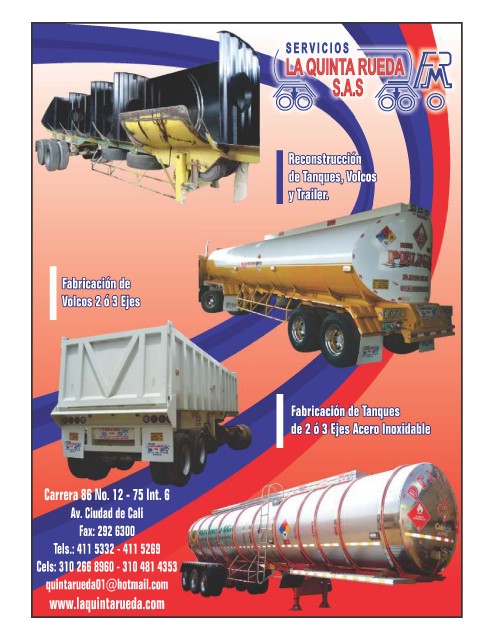 SERVICIOS
LA QUINTA RUEDA
S.A.S
FRM
Reconstrucción
de Tanques, Volcos
y Trailer.
Fabricación de
Volcos 2 ó 3 Ejes
Fabricación de Tanques
de 2 ó 3 Ejes Acero Inoxidable
Carrera 86 No. 12 - 75 Int. 6
Av. Ciudad de Cali
Fax: 292 6300
Tels.: 411 5332 - 411 5269
Cels: 310 266 8960 - 310 481 4353
quintarueda01@hotmail.com
www.laquintarueda.com